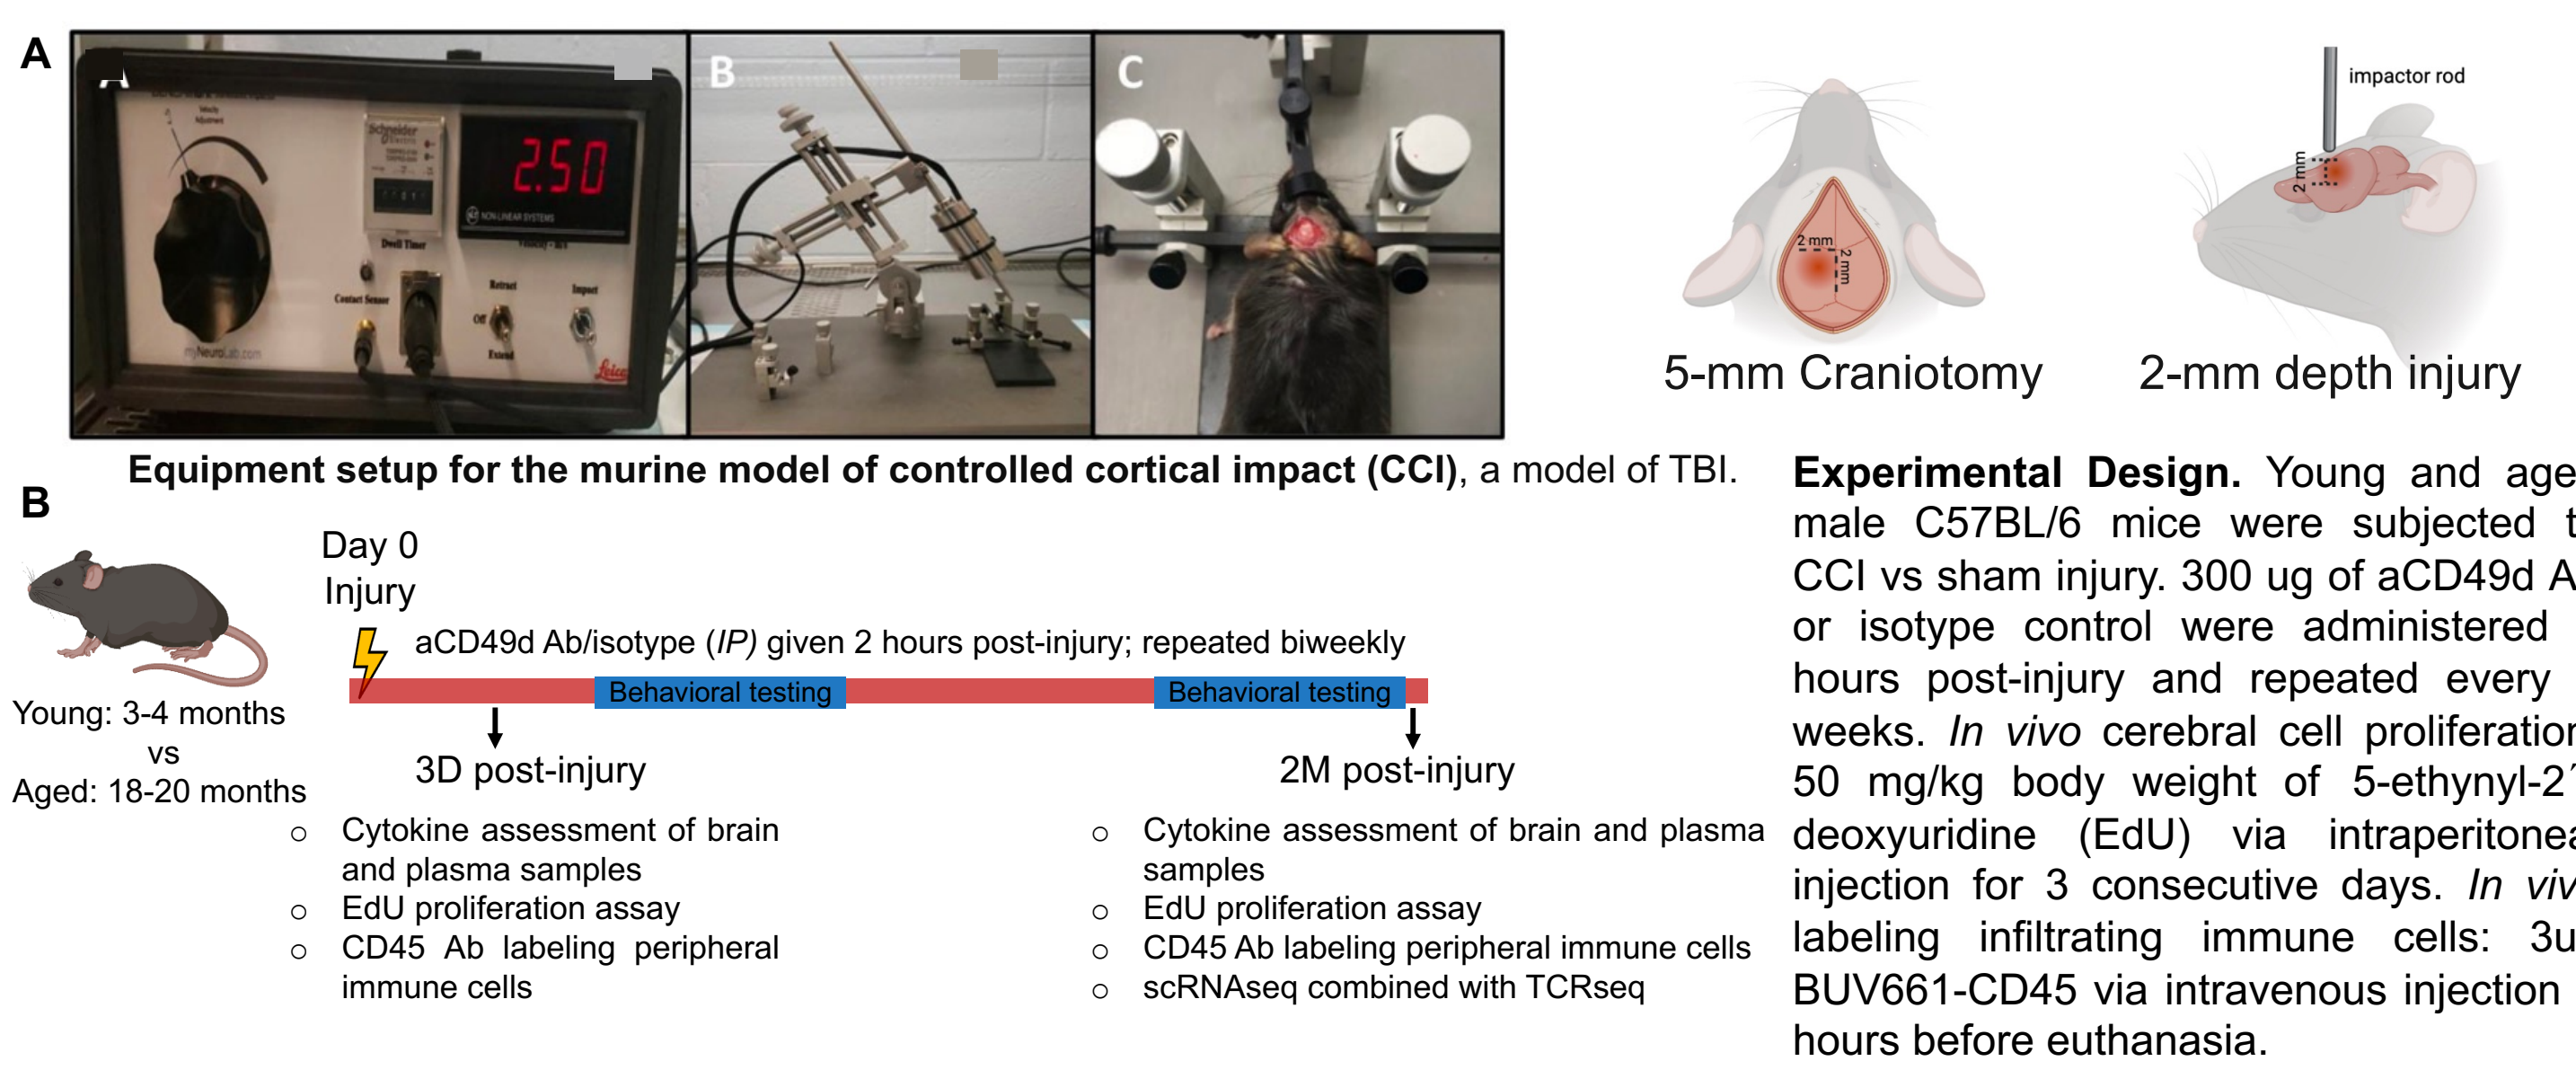 A
A
B
C
Velocity
Adjustment
Schneider
Electric
2.50
NON-LINEAR SYSTEMS
Dwell Timer
Velocity - M/S
Contact Sensor
Retract
Off
Extend
Impact
myNeuroLab.com
Leica
impactor rod
2 mm
2 mm
2 mm
5-mm Craniotomy
2-mm depth injury
Equipment setup for the murine model of controlled cortical impact (CCI), a model of TBI.
B
Day 0
Injury
aCD49d Ab/isotype (IP) given 2 hours post-injury; repeated biweekly
Behavioral testing
Behavioral testing
Young: 3-4 months
vs
Aged: 18-20 months
3D post-injury
2M post-injury
○ Cytokine assessment of brain
and plasma samples
○ EdU proliferation assay
○ CD45 Ab labeling peripheral
immune cells
○ Cytokine assessment of brain and plasma
samples
○ EdU proliferation assay
○ CD45 Ab labeling peripheral immune cells
○ scRNAseq combined with TCRseq
Experimental Design. Young and age
male C57BL/6 mice were subjected t
CCI vs sham injury. 300 ug of aCD49d A
or isotype control were administered
hours post-injury and repeated every
weeks. In vivo cerebral cell proliferation
50 mg/kg body weight of 5-ethynyl-2´
deoxyuridine (EdU) via intraperitonea
injection for 3 consecutive days. In viv
labeling infiltrating immune cells: 3u
BUV661-CD45 via intravenous injection
hours before euthanasia.